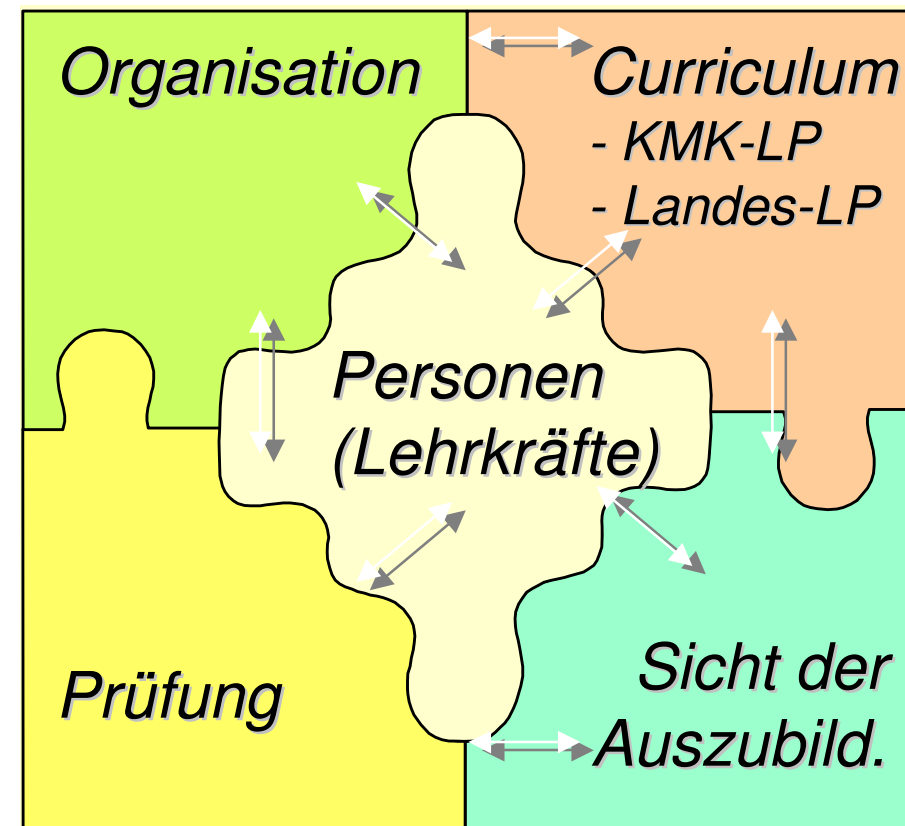 Organisation
Curriculum
- KMK-LP
- Landes-LP
Personen
(Lehrkräfte)
Prüfung
Sicht der
Auszubild.